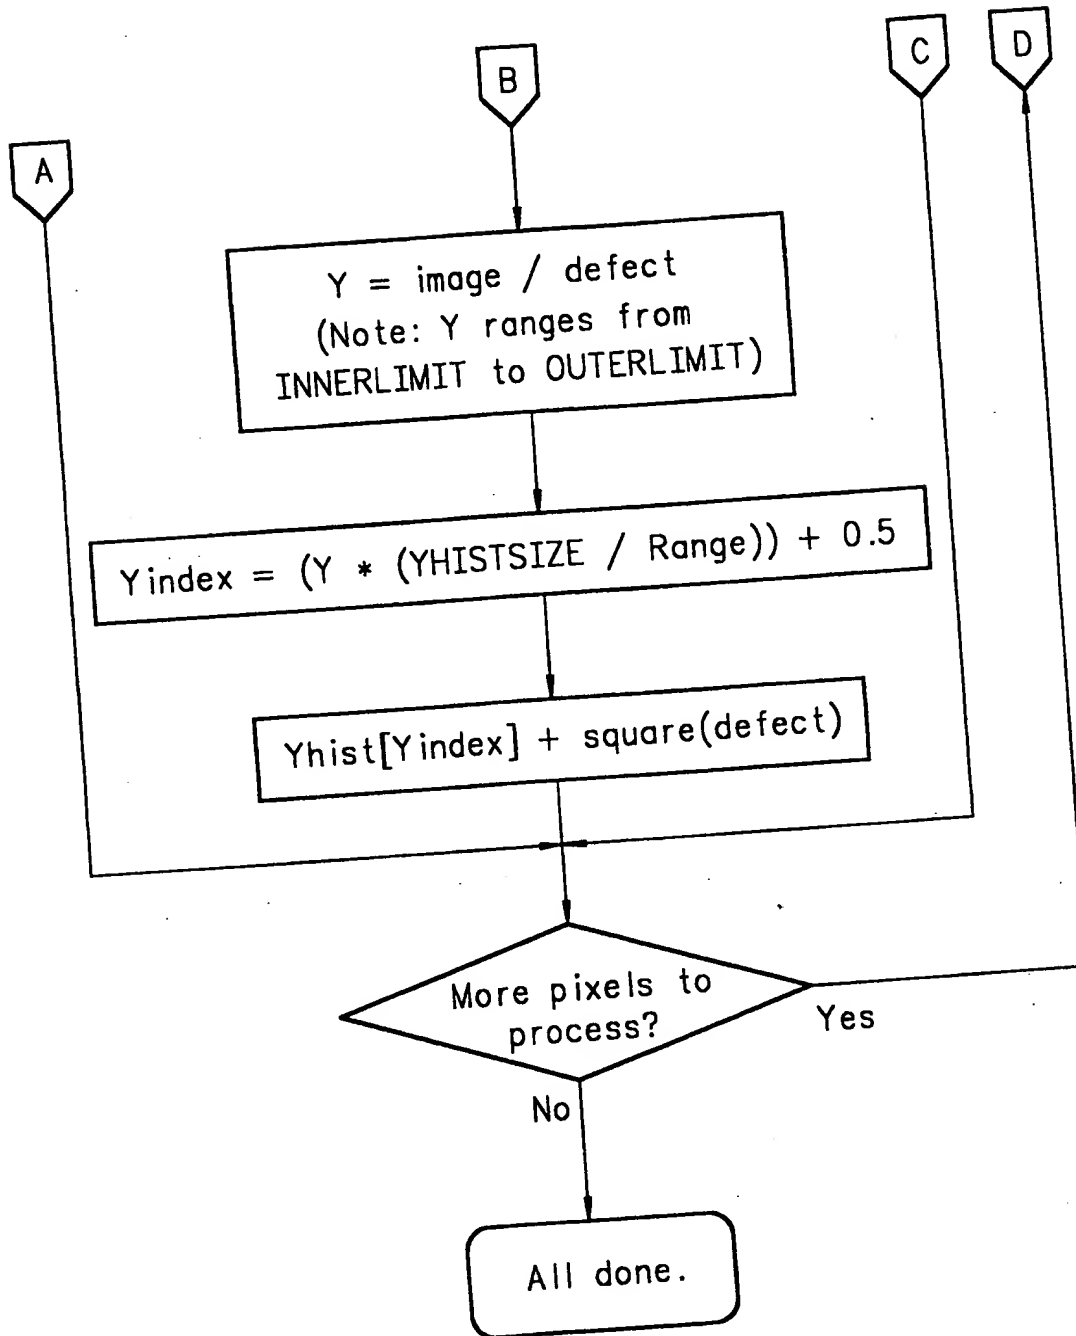 C
D
B
A
Y = image / defect
(Note: Y ranges from
INNERLIMIT to OUTERLIMIT)
Yindex = (Y * (YHISTSIZE / Range)) + 0.5
Yhist[Yindex] + square(defect)
More pixels to
process?
Yes
No
All done.